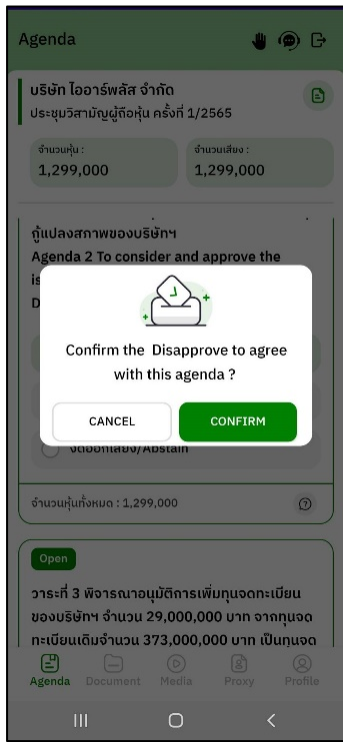 Agenda
บริษัท ไออาร์พลัส จำกัด
ประชุมวิสามัญผู้ถือหุ้น ครั้งที่ 1/2565
จำนวนหุ้น :
1,299,000
จำนวนเสียง :
1,299,000
กู้แปลงสภาพของบริษัทฯ
Agenda 2 To consider and approve the
Confirm the Disapprove to agree
with this agenda ?
CANCEL
CONFIRM
งดออกเสียง/Abstain
จำนวนหุ้นทั้งหมด : 1,299,000
Open
วาระที่ 3 พิจารณาอนุมัติการเพิ่มทุนจดทะเบียน
ของบริษัทฯ จำนวน 29,000,000 บาท จากทุนจด
ทะเบียนเดิมจำนวน 373,000,000 บาท เป็นทุนจด
Agenda
Document
Media
Proxy
Profile